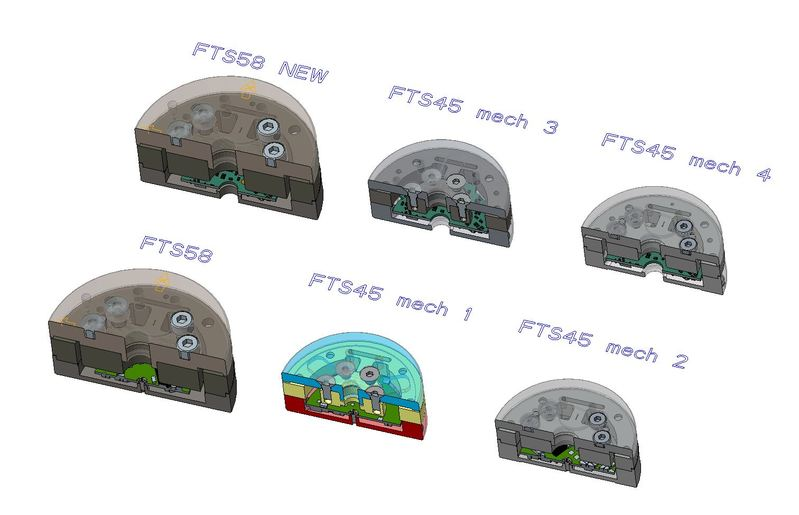 FTS58 NEW
FTS45 mech 3
FTS45 mech 4
FTS58
FTS45 mech 1
FTS45 mech 2